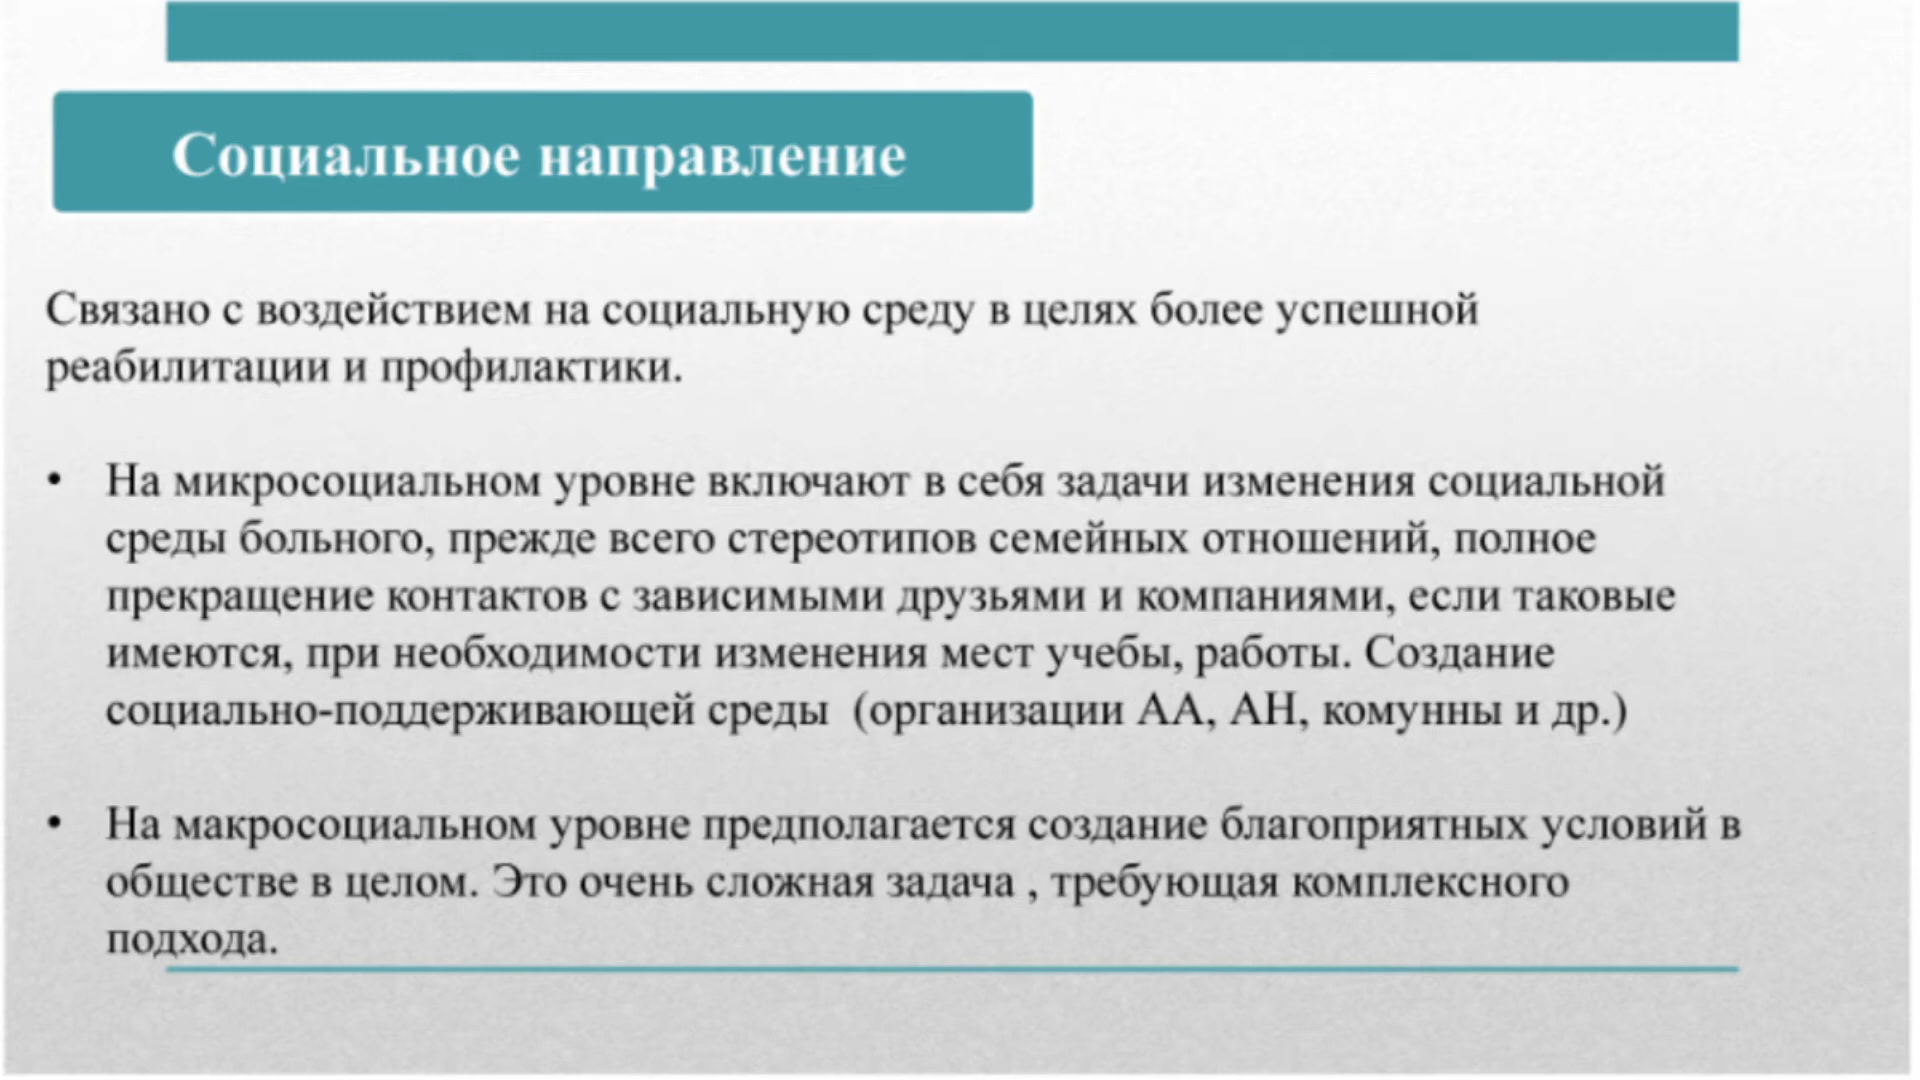 Социальное направление
Связано с воздействием на социальную среду в целях более успешной
реабилитации и профилактики.
• На микросоциальном уровне включают в себя задачи изменения социальной
среды больного, прежде всего стереотипов семейных отношений, полное
прекращение контактов с зависимыми друзьями и компаниями, если таковые
имеются, при необходимости изменения мест учебы, работы. Создание
социально-поддерживающей среды (организации АА, АН, комунны и др.)
• На макросоциальном уровне предполагается создание благоприятных условий в
обществе в целом. Это очень сложная задача , требующая комплексного
подхода.